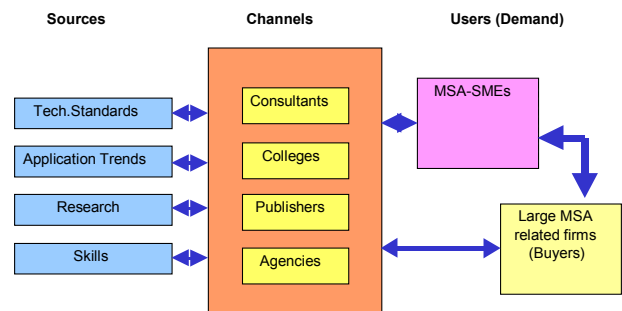 Sources
Channels
Users (Demand)
Tech.Standards
Application Trends
Research
Skills
Consultants
Colleges
Publishers
Agencies
MSA-SMEs
Large MSA
related firms
(Buyers)